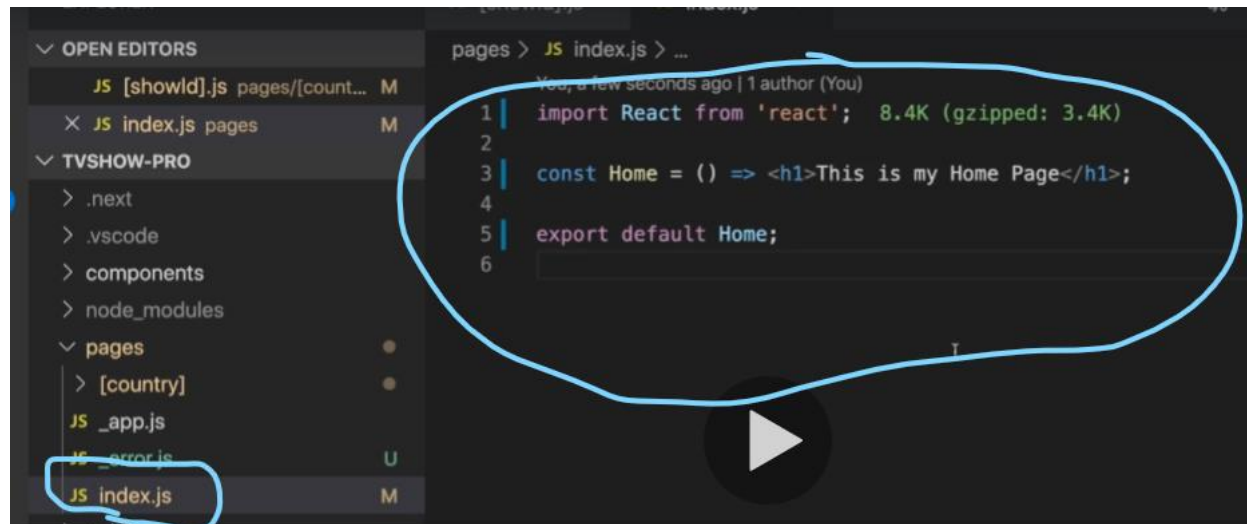 OPEN EDITORS
JS [showId].js pages/[count... M
JS index.js pages M
TVSHOW-PRO
.next
.vscode
components
node_modules
pages
[country]
JS _app.js
JS _error.js U
JS index.js M
pages > JS index.js > ...
You, a few seconds ago | 1 author (You)
1 import React from 'react'; 8.4K (gzipped: 3.4K)
2
3 const Home = () => <h1>This is my Home Page</h1>;
4
5 export default Home;
6